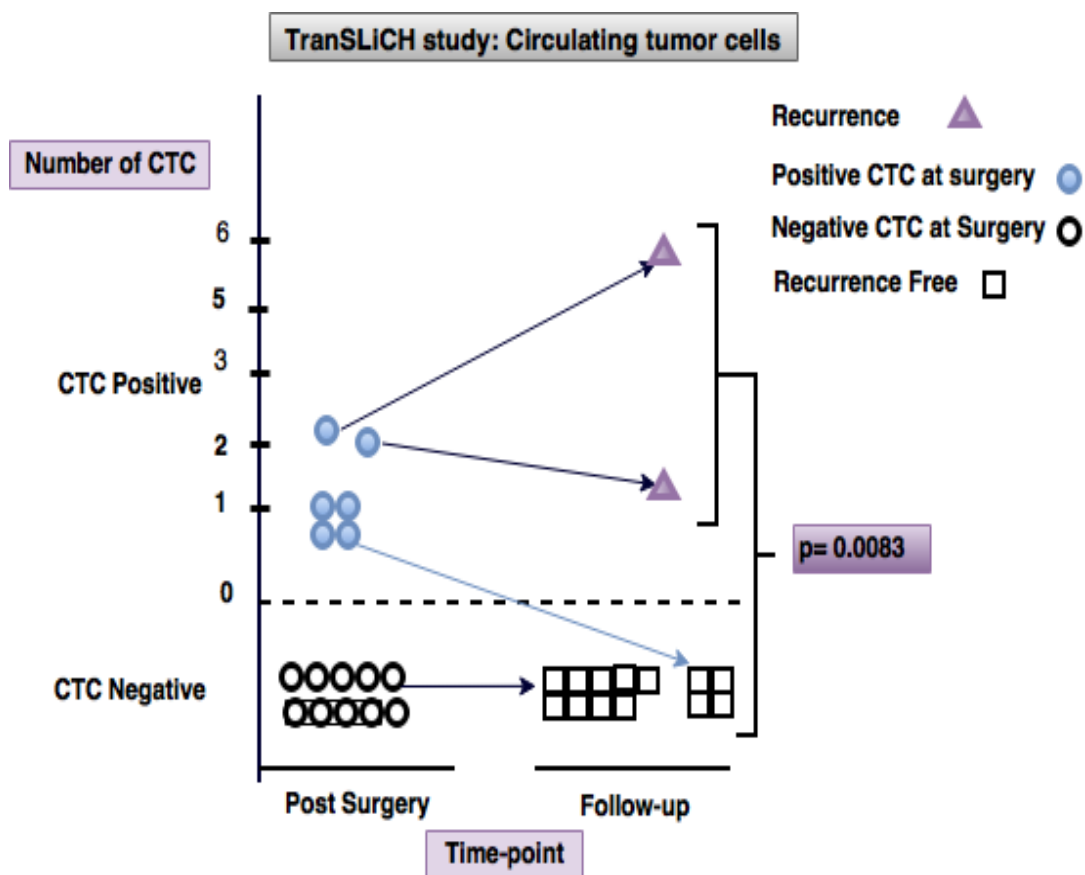 TranSLiCH study: Circulating tumor cells
Recurrence
Number of CTC
Positive CTC at surgery
Negative CTC at Surgery
Recurrence Free
6
5
3
CTC Positive
2
1
p= 0.0083
0
CTC Negative
Post Surgery
Follow-up
Time-point